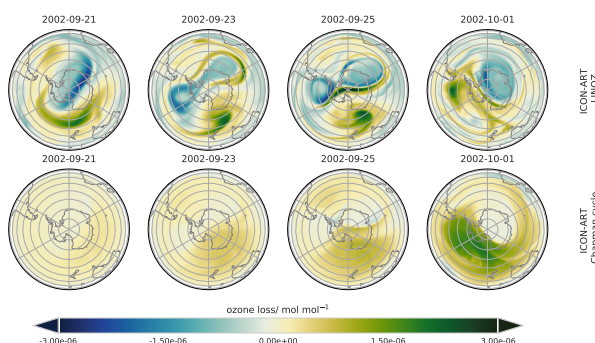 2002-09-21 2002-09-23 2002-09-25 2002-10-01
ICON-ART
LINOZ
2002-09-21 2002-09-23 2002-09-25 2002-10-01
ICON-ART
Chapman cycle
ozone loss/ mol mol⁻¹
-3.00e-06 -1.50e-06 0.00e+00 1.50e-06 3.00e-06